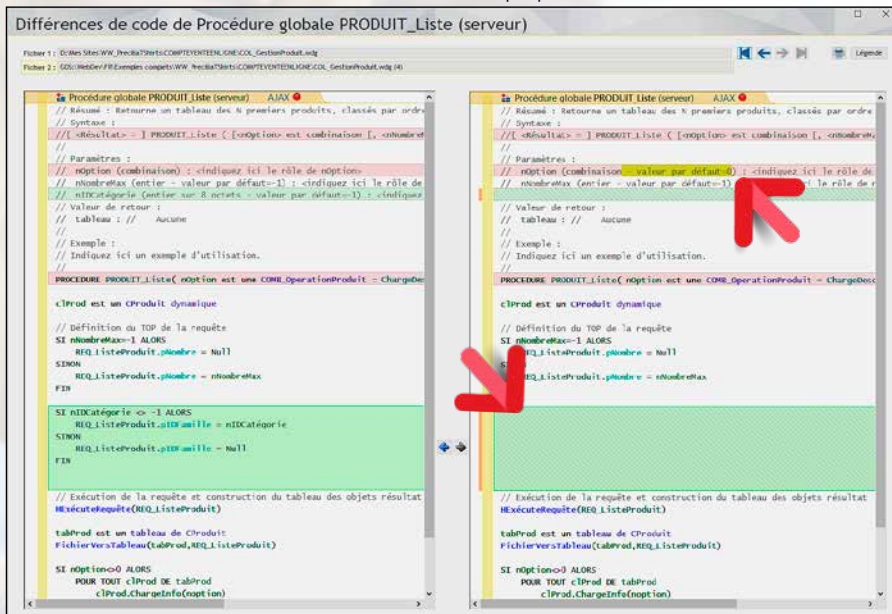 Différences de code de Procédure globale PRODUIT_Liste (serveur)
Fichier 1 : D:\Mes Sites\WW_PreciliaTShirts\COMPTEVENTEENLIGNE\COL_GestionProduit.wdg
Fichier 2 : GDS:\WebDev\FR\Exemples complets\WW_PreciliaTShirts\COMPTEVENTEENLIGNE\COL_GestionProduit.wdg (4)
Légende
Procédure globale PRODUIT_Liste (serveur) AJAX
// Résumé : Retourne un tableau des N premiers produits, classés par ordre
// Syntaxe :
//[ <Résultat> = ] PRODUIT_Liste ( [<nOption> est combinaison [, <nNombreM
//
// Paramètres :
// nOption (combinaison) : <indiquez ici le rôle de nOption>
// nNombreMax (entier - valeur par défaut=-1) : <indiquez ici le rôle de
// nIDCatégorie (entier sur 8 octets - valeur par défaut=-1) : <indiquez
// Valeur de retour :
// tableau : // Aucune
//
// Exemple :
// Indiquez ici un exemple d'utilisation.
//
PROCEDURE PRODUIT_Liste( nOption est une COMB_OperationProduit = ChargeDes
clProd est un CProduit dynamique
// Définition du TOP de la requête
SI nNombreMax=-1 ALORS
REQ_ListeProduit.pNombre = Null
SINON
REQ_ListeProduit.pNombre = nNombreMax
FIN
SI nIDCatégorie <> -1 ALORS
REQ_ListeProduit.pIDFamille = nIDCatégorie
SINON
REQ_ListeProduit.pIDFamille = Null
FIN
// Exécution de la requête et construction du tableau des objets résultat
HExécuteRequête(REQ_ListeProduit)
tabProd est un tableau de CProduit
FichierVersTableau(tabProd,REQ_ListeProduit)
SI nOption<>0 ALORS
POUR TOUT clProd DE tabProd
clProd.ChargeInfo(noption)
Procédure globale PRODUIT_Liste (serveur) AJAX
// Résumé : Retourne un tableau des N premiers produits, classés par ordre
// Syntaxe :
//[ <Résultat> = ] PRODUIT_Liste ( [<nOption> est combinaison [, <nNombreM
//
// Paramètres :
// nOption (combinaison - valeur par défaut=0) : <indiquez ici le rôle de
// nNombreMax (entier - valeur par défaut=-1) ici le rôle de
// Valeur de retour :
// tableau : // Aucune
//
// Exemple :
// Indiquez ici un exemple d'utilisation.
//
PROCEDURE PRODUIT_Liste( nOption est une COMB_OperationProduit = ChargeDes
clProd est un CProduit dynamique
// Définition du TOP de la requête
SI nNombreMax=-1 ALORS
REQ_ListeProduit.pNombre = Null
REQ_ListeProduit.pNombre = nNombreMax
// Exécution de la requête et construction du tableau des objets résultat
HExécuteRequête(REQ_ListeProduit)
tabProd est un tableau de CProduit
FichierVersTableau(tabProd,REQ_ListeProduit)
SI nOption<>0 ALORS
POUR TOUT clProd DE tabProd
clProd.ChargeInfo(noption)